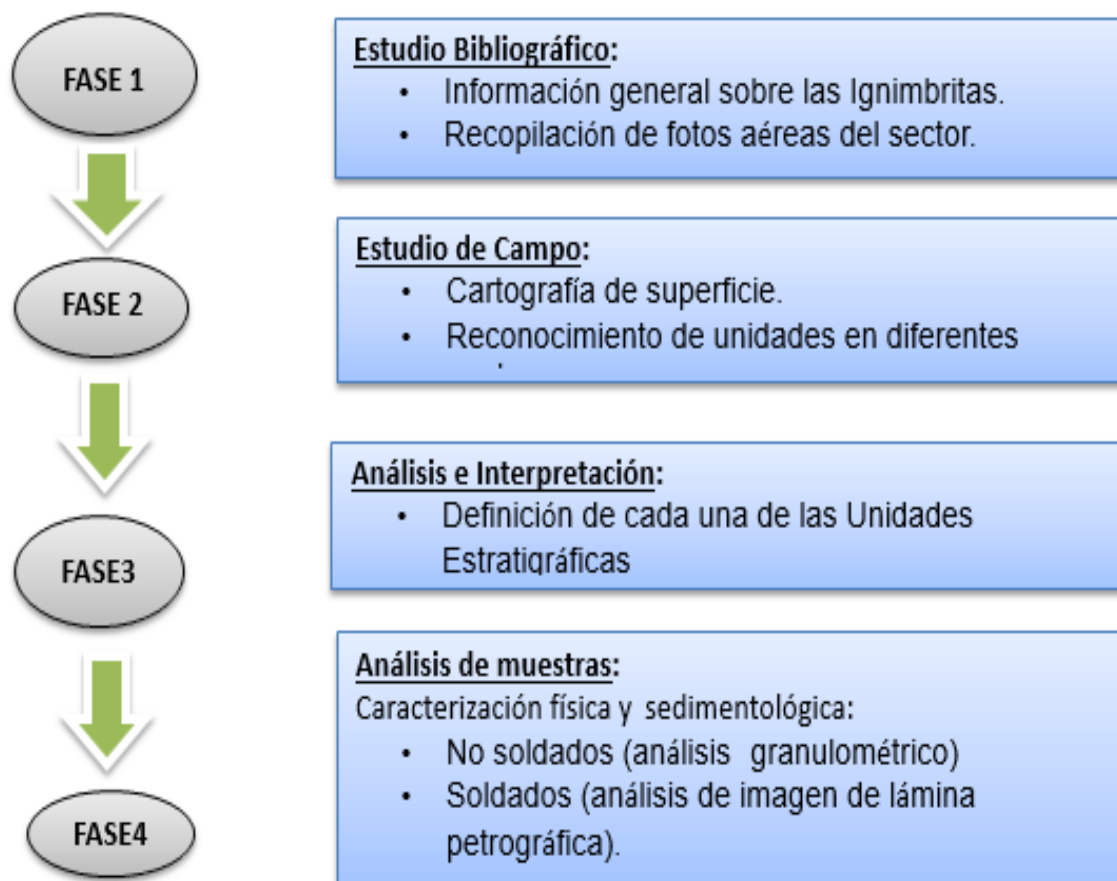 FASE 1
Estudio Bibliográfico:
• Información general sobre las Ignimbritas.
• Recopilación de fotos aéreas del sector.
FASE 2
Estudio de Campo:
• Cartografía de superficie.
• Reconocimiento de unidades en diferentes
FASE3
Análisis e Interpretación:
• Definición de cada una de las Unidades
Estratigráficas
FASE4
Análisis de muestras:
Caracterización física y sedimentológica:
• No soldados (análisis granulométrico)
• Soldados (análisis de imagen de lámina
petrográfica).